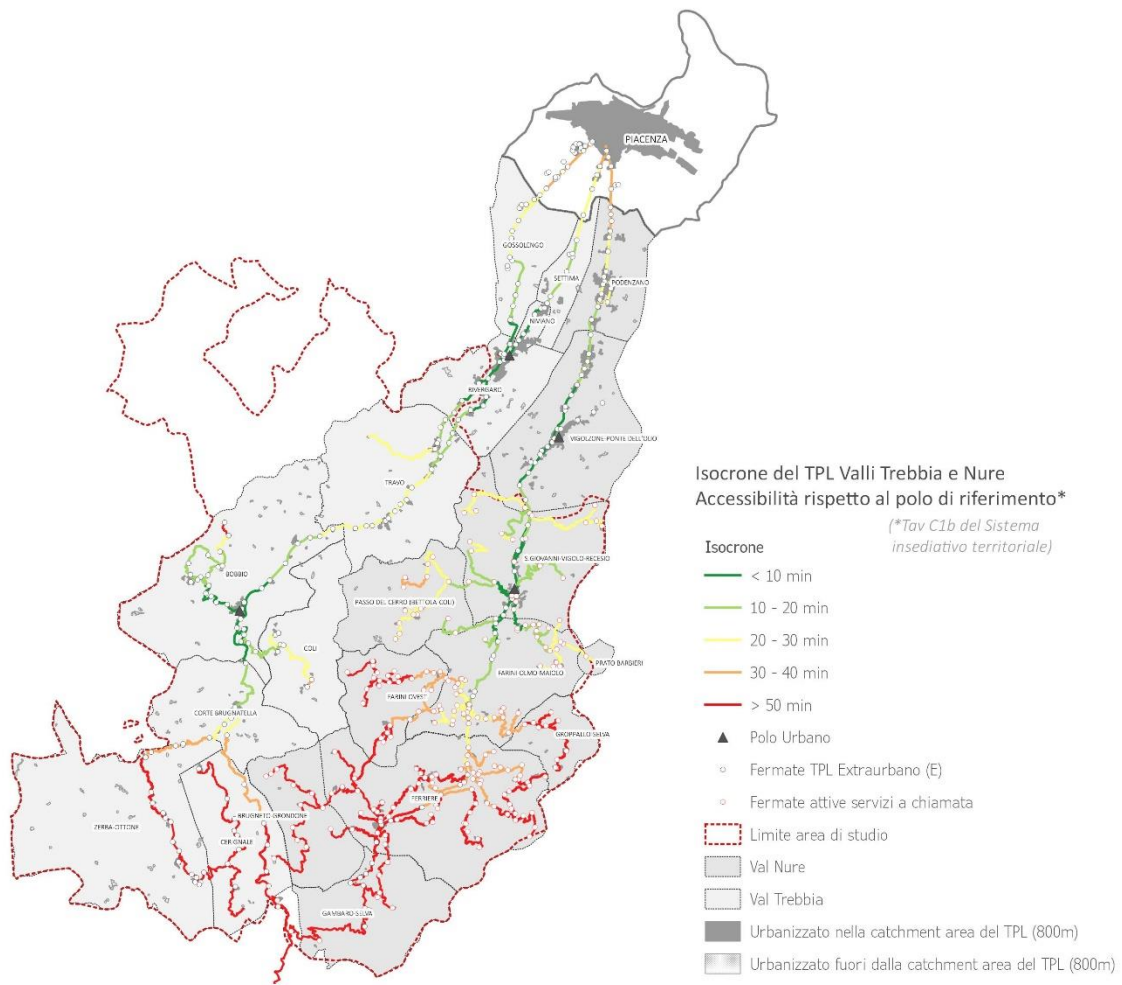 PIACENZA
GOSSOLENGO
SETTIMA
PODENZANO
NIVIANO
RIVERGARO
VIGOLZONE-PONTE DELL'OLIO
TRAVO
S.GIOVANNI-VIGOLO-RECESIO
BOBBIO
PASSO DEL CERRO (BETTOLA COLI)
COLI
PRATO BARBIERI
FARINI OLMO MAIOLO
FARINI OVEST
CORTE BRUGNATELLA
GROPPALLO-SELVA
FERRIERE
BRUGNETO-GRONDONE
ZERBA-OTTONE
CERIGNALE
GAMBARO-SELVA
Isocrone del TPL Valli Trebbia e Nure
Accessibilità rispetto al polo di riferimento*
(*Tav C1b del Sistema
insediativo territoriale)
Isocrone
< 10 min
10 - 20 min
20 - 30 min
30 - 40 min
> 50 min
Polo Urbano
Fermate TPL Extraurbano (E)
Fermate attive servizi a chiamata
Limite area di studio
Val Nure
Val Trebbia
Urbanizzato nella catchment area del TPL (800m)
Urbanizzato fuori dalla catchment area del TPL (800m)